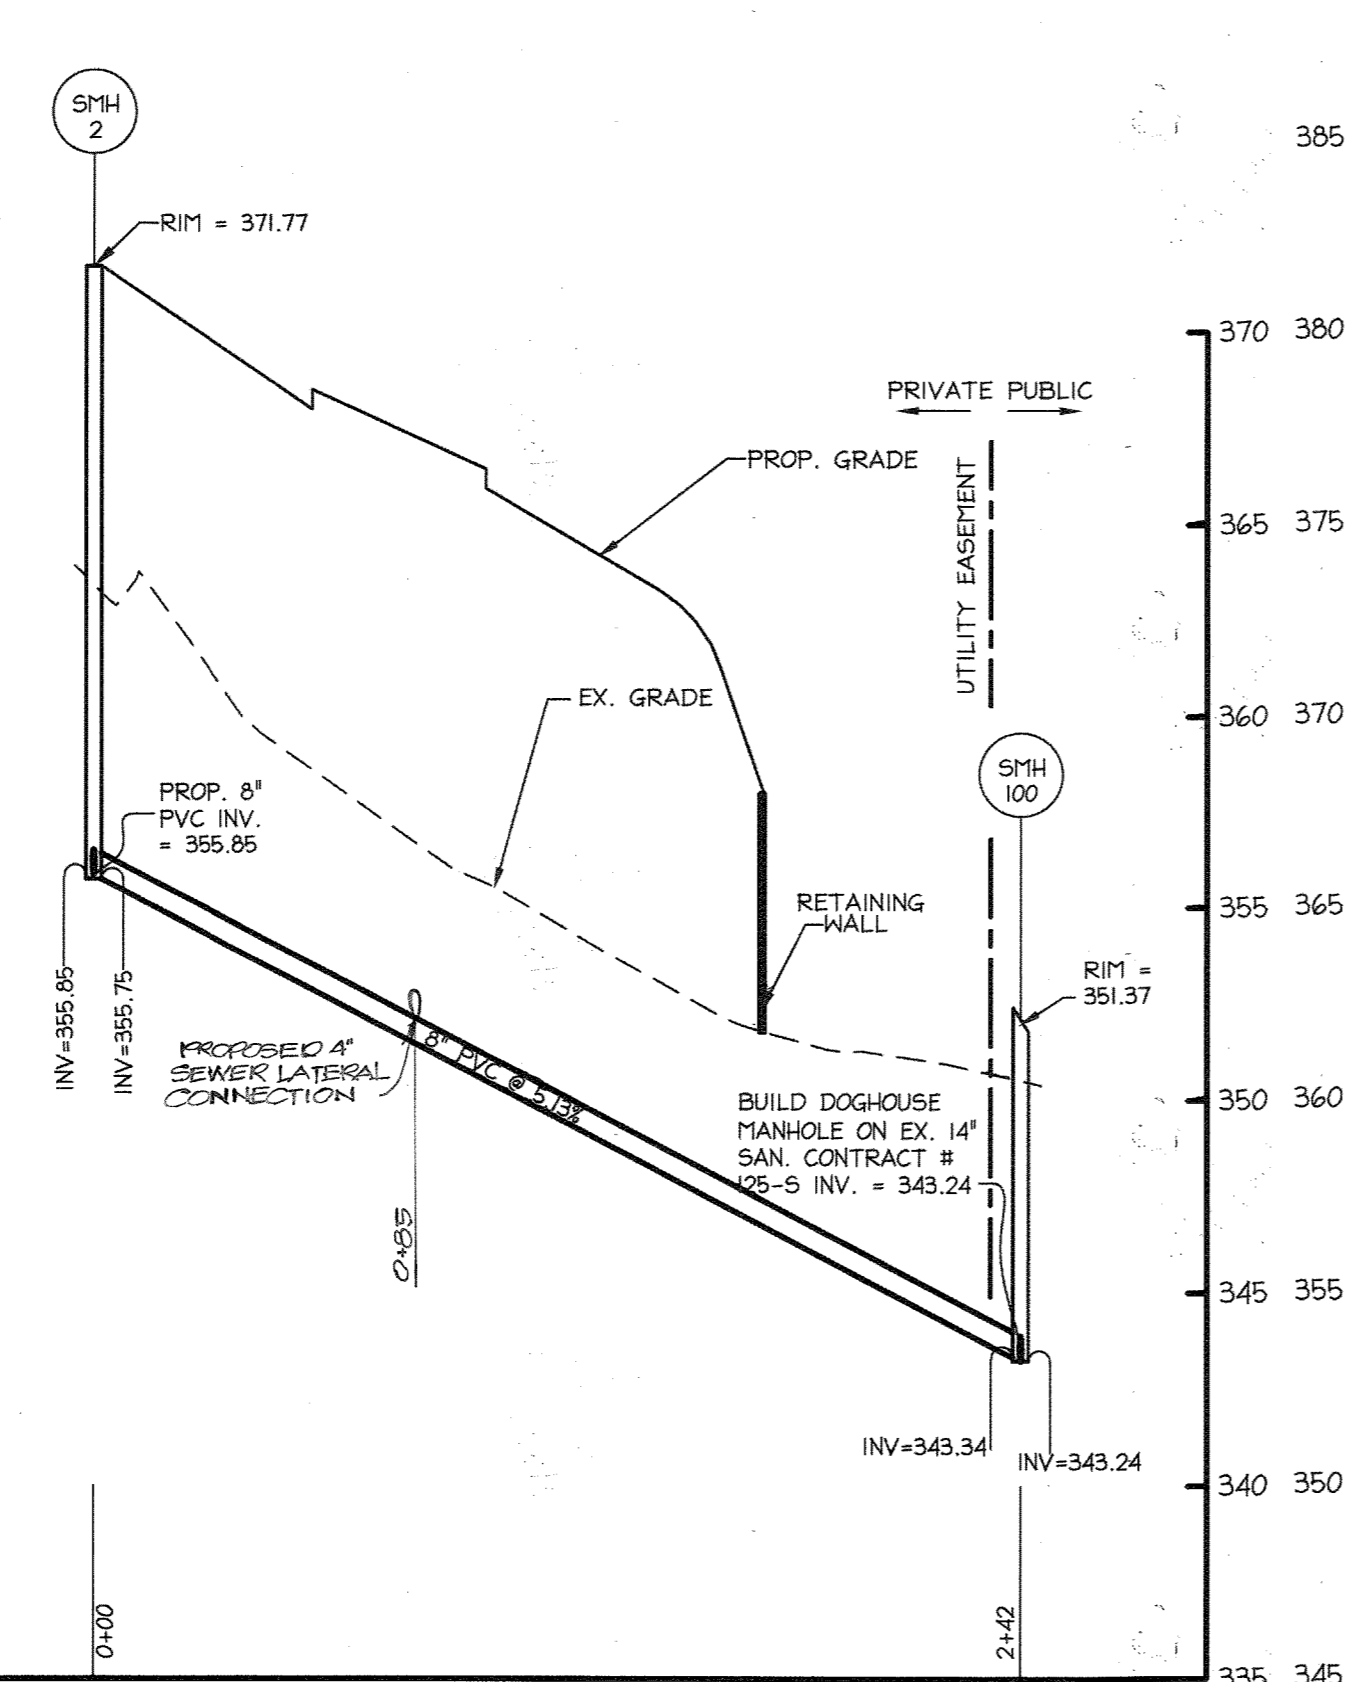 SMH
2
385
RIM = 371.77
370 380
PRIVATE PUBLIC
PROP. GRADE
UTILITY EASEMENT
365 375
EX. GRADE
360 370
SMH
100
PROP. 8"
PVC INV.
= 355.85
RETAINING
WALL
355 365
RIM =
351.37
INV=355.85
INV=355.75
PROPOSED 4"
SEWER LATERAL
CONNECTION
8" PVC @ 5.13%
BUILD DOGHOUSE
MANHOLE ON EX. 14"
SAN. CONTRACT #
125-S INV. = 343.24
350 360
0+85
345 355
INV=343.34
INV=343.24
340 350
0+00
2+42
335 345